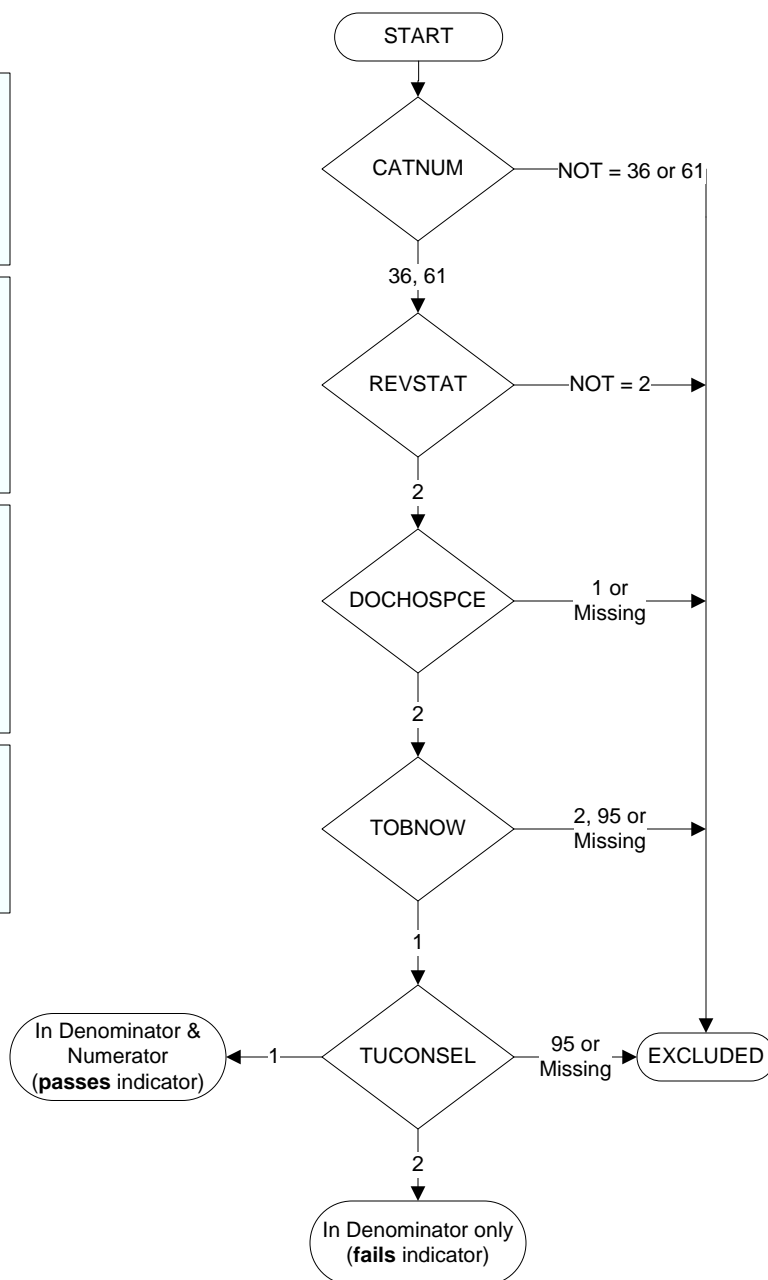 START
CATNUM
NOT = 36 or 61
36, 61
REVSTAT
NOT = 2
2
DOCHOSPCE
1 or
Missing
2
TOBNOW
2, 95 or
Missing
1
In Denominator &
Numerator
(passes indicator)
1
TUCONSEL
95 or
Missing
EXCLUDED
2
In Denominator only
(fails indicator)